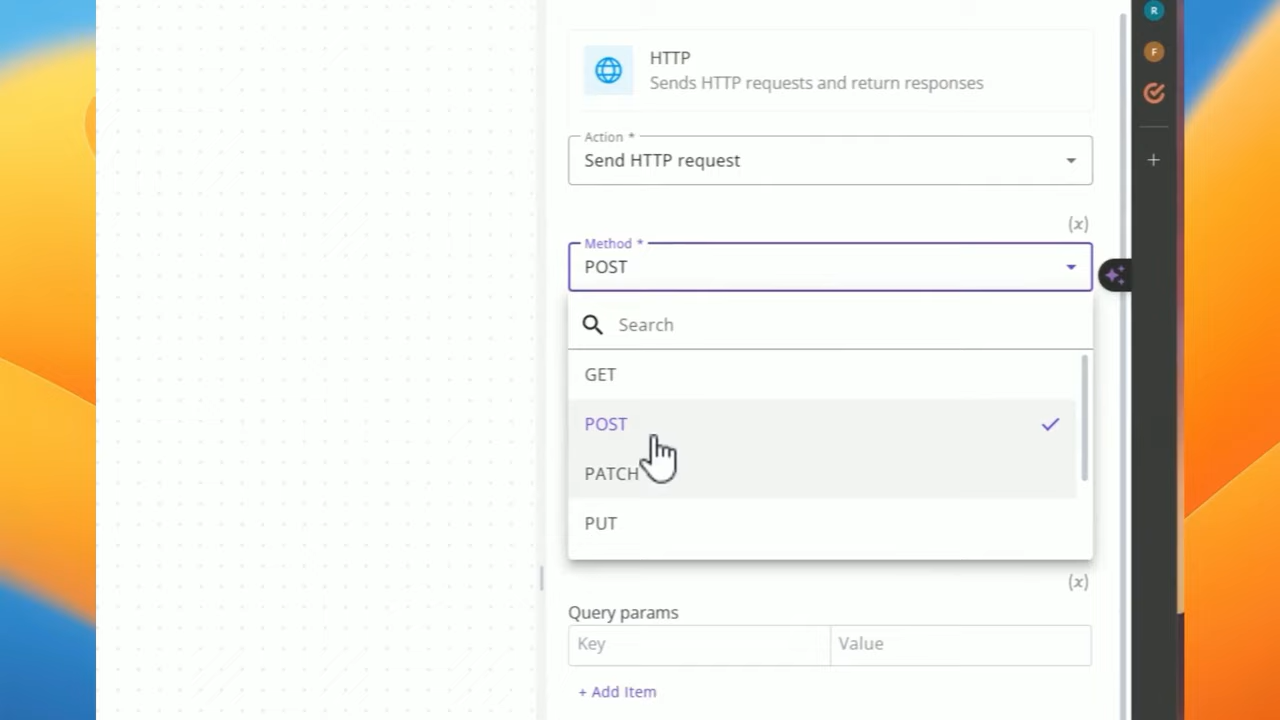 R
HTTP
Sends HTTP requests and return responses
F
Action *
Send HTTP request
(x)
Method *
POST
Search
GET
POST
PATCH
PUT
(x)
Query params
Key
Value
+ Add Item